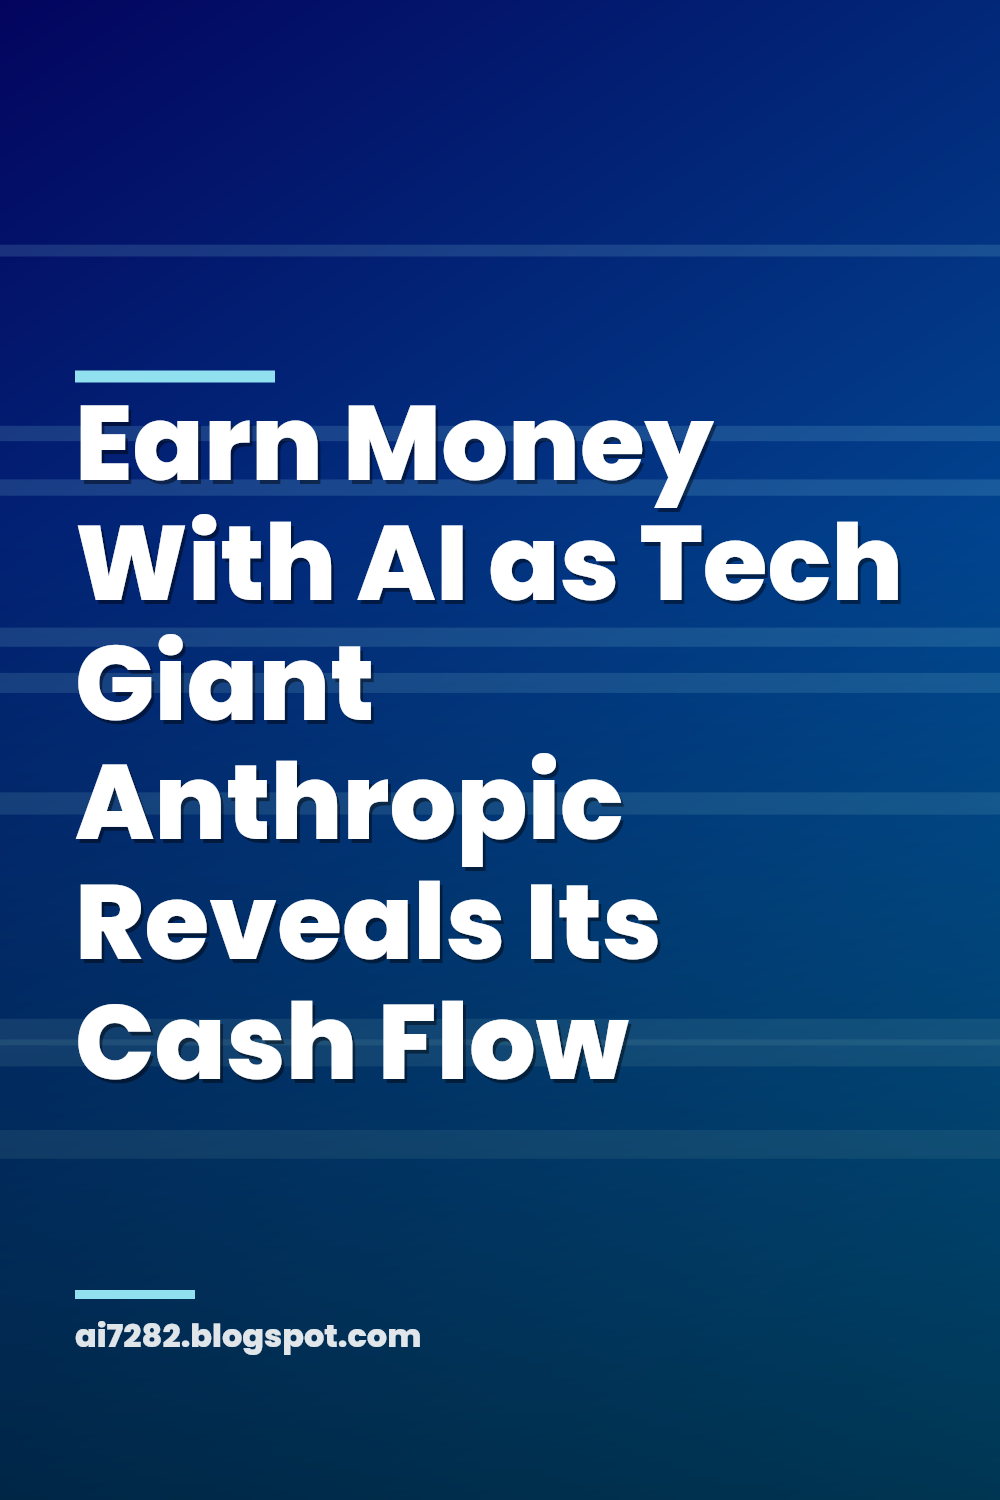 Earn Money
With AI as Tech
Giant
Anthropic
Reveals Its
Cash Flow
ai7282.blogspot.com